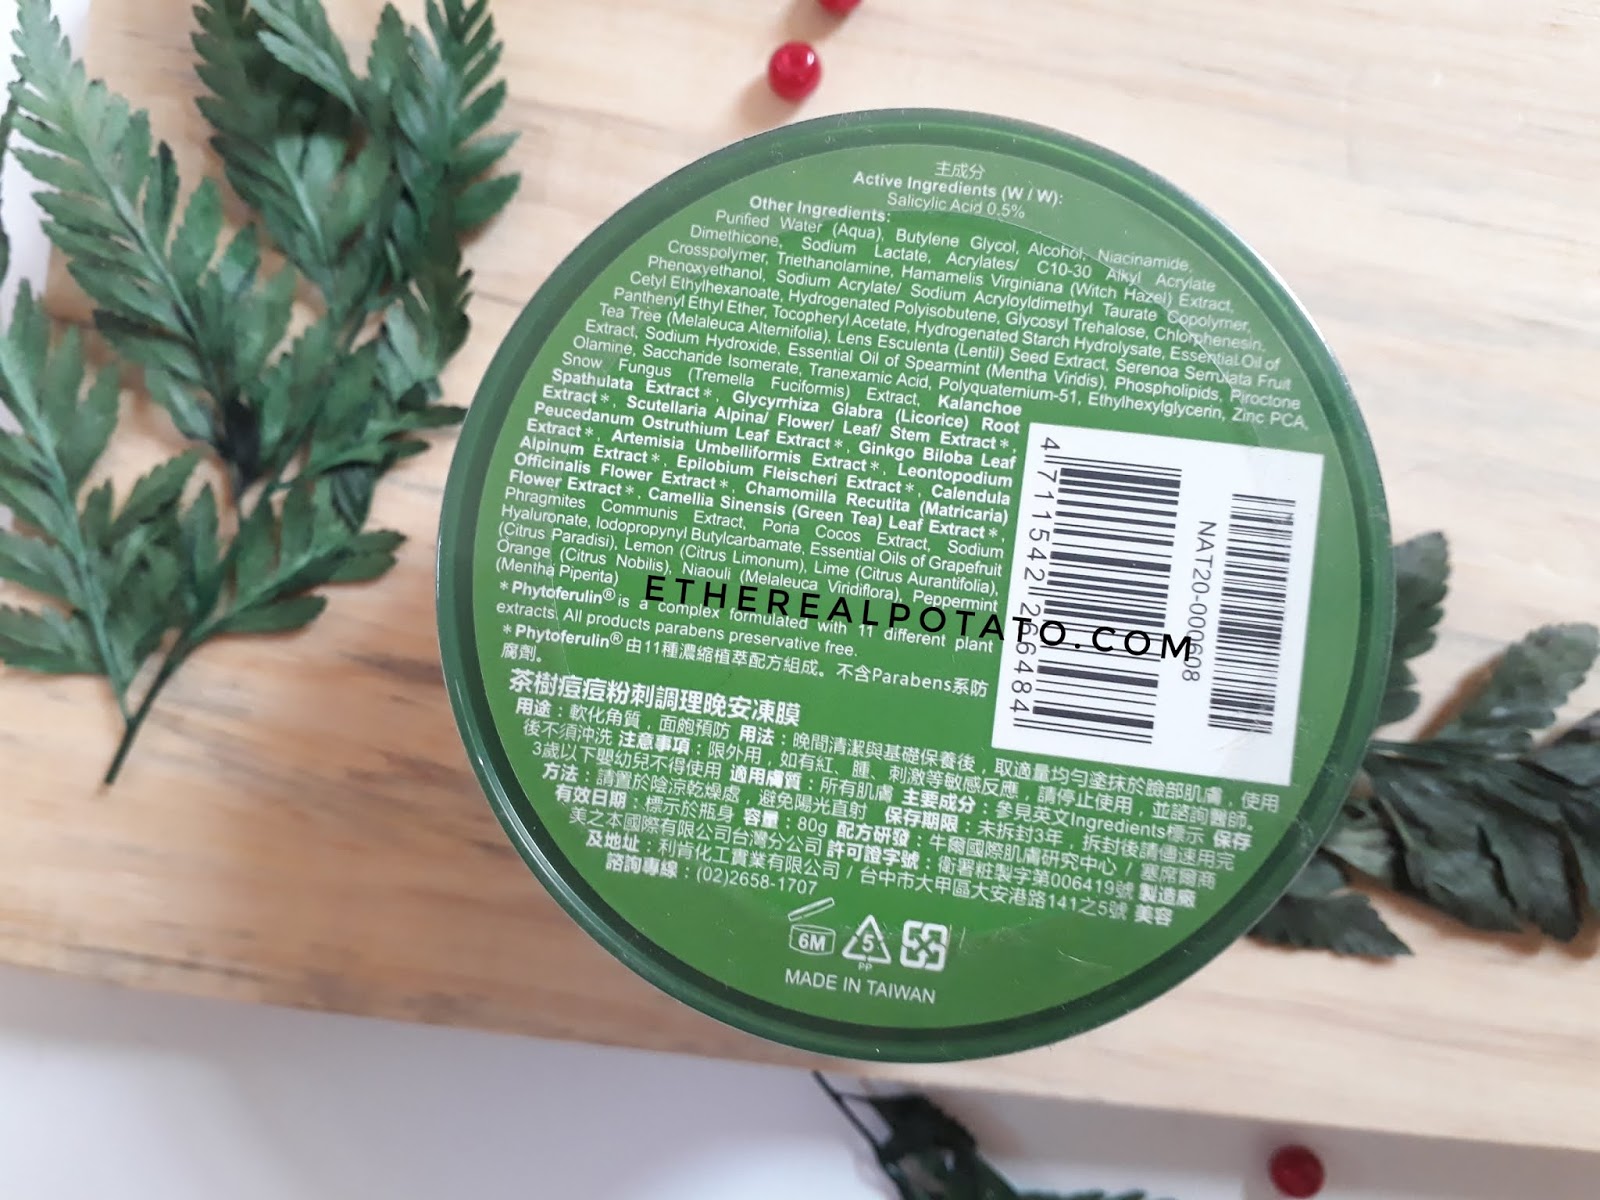 主成分
Active Ingredients (W / W):
Salicylic Acid 0.5%
Other Ingredients:
Purified Water (Aqua), Butylene Glycol, Alcohol, Niacinamide,
Dimethicone, Sodium Lactate, Acrylates/ C10-30 Alkyl Acrylate
Crosspolymer, Triethanolamine, Hamamelis Virginiana (Witch Hazel) Extract,
Phenoxyethanol, Sodium Acrylate/ Sodium Acryloyldimethyl Taurate Copolymer,
Cetyl Ethylhexanoate, Hydrogenated Polyisobutene, Glycosyl Trehalose, Chlorphenesin,
Panthenyl Ethyl Ether, Tocopheryl Acetate, Hydrogenated Starch Hydrolysate, Essential Oil of
Tea Tree (Melaleuca Alternifolia), Lens Esculenta (Lentil) Seed Extract, Serenoa Serrulata Fruit
Extract, Sodium Hydroxide, Essential Oil of Spearmint (Mentha Viridis), Phospholipids, Piroctone
Olamine, Saccharide Isomerate, Tranexamic Acid, Polyquaternium-51, Ethylhexylglycerin, Zinc PCA,
Snow Fungus (Tremella Fuciformis) Extract, Kalanchoe
Spathulata Extract*, Glycyrrhiza Glabra (Licorice) Root
Extract*, Scutellaria Alpina/ Flower/ Leaf/ Stem Extract*,
Peucedanum Ostruthium Leaf Extract*, Ginkgo Biloba Leaf
Extract*, Artemisia Umbelliformis Extract*, Leontopodium
Alpinum Extract*, Epilobium Fleischeri Extract*, Calendula
Officinalis Flower Extract*, Chamomilla Recutita (Matricaria)
Flower Extract*, Camellia Sinensis (Green Tea) Leaf Extract*,
Phragmites Communis Extract, Poria Cocos Extract, Sodium
Hyaluronate, Iodopropynyl Butylcarbamate, Essential Oils of Grapefruit
(Citrus Paradisi), Lemon (Citrus Limonum), Lime (Citrus Aurantifolia),
Orange (Citrus Nobilis), Niaouli (Melaleuca Viridiflora), Peppermint
(Mentha Piperita)
*Phytoferulin® is a complex formulated with 11 different plant
extracts. All products parabens preservative free.
*Phytoferulin® 由11種濃縮植萃配方組成。不含Parabens系防
腐劑。
茶樹痘痘粉刺調理晚安凍膜
用途：軟化角質，面皰預防 用法：晚間清潔與基礎保養後，取適量均勻塗抹於臉部肌膚，使用
後不須沖洗 注意事項：限外用，如有紅、腫、刺激等敏感反應，請停止使用，並諮詢醫師。
3歲以下嬰幼兒不得使用 適用膚質：所有肌膚 主要成分：參見英文Ingredients標示 保存
方法：請置於陰涼乾燥處，避免陽光直射 保存期限：未拆封3年，拆封後請儘速用完
有效日期：標示於瓶身 容量：80g 配方研發：牛爾國際肌膚研究中心 / 塞席爾商
美之本國際有限公司台灣分公司 許可證字號：衛署粧製字第006419號 製造廠
及地址：利肯化工實業有限公司 / 台中市大甲區大安港路141之5號 美容
諮詢專線：(02)2658-1707
6M
5
PP
MADE IN TAIWAN
4 711542 266484
NAT20-000608
ETHEREALPOTATO.COM